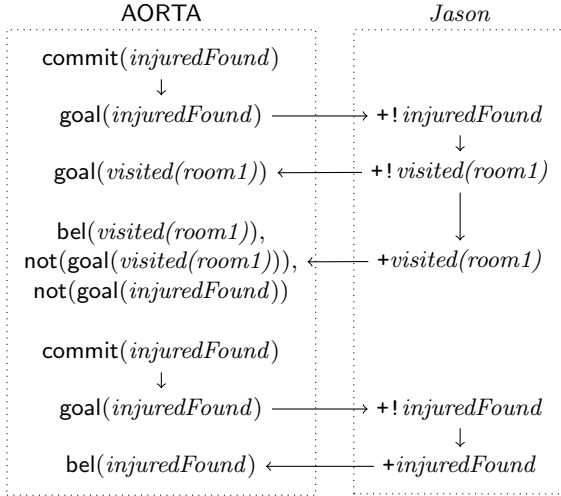 AORTA Jason
commit(injuredFound)
goal(injuredFound) +!injuredFound
goal(visited(room1)) +!visited(room1)
bel(visited(room1)),
not(goal(visited(room1))), +visited(room1)
not(goal(injuredFound))
commit(injuredFound)
goal(injuredFound) +!injuredFound
bel(injuredFound) +injuredFound